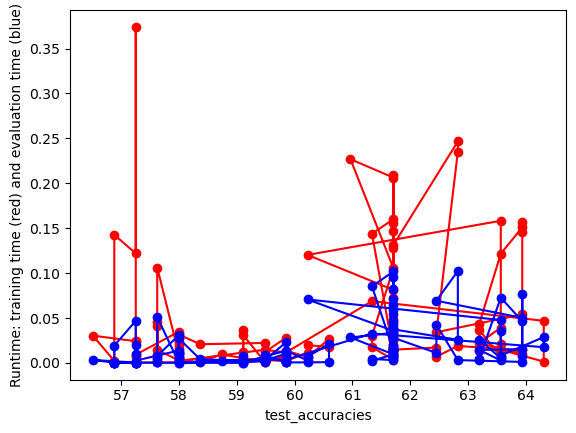 Runtime: training time (red) and evaluation time (blue)
0.35
0.30
0.25
0.20
0.15
0.10
0.05
0.00
57 58 59 60 61 62 63 64
test_accuracies